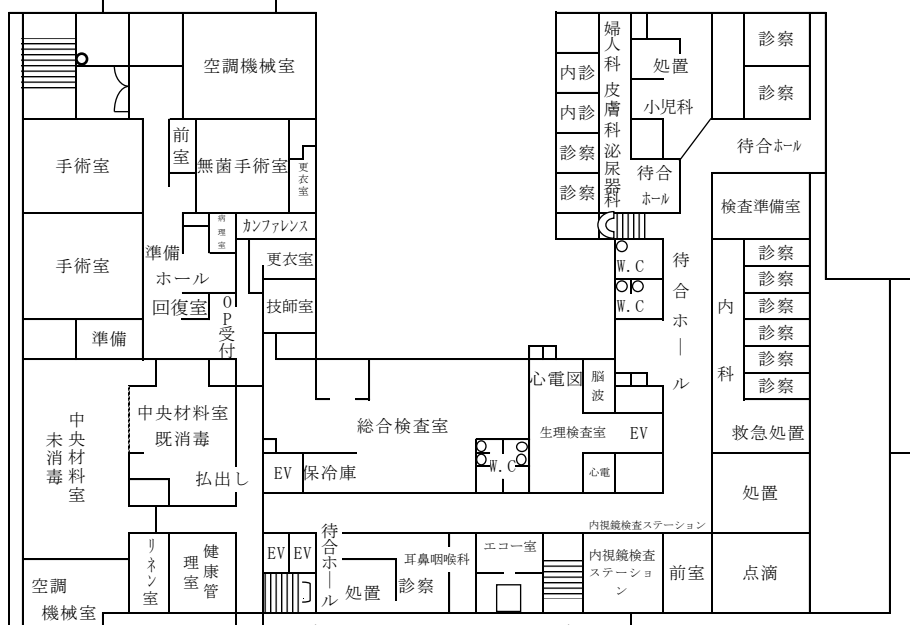 空調機械室
手術室
前室
無菌手術室
更衣室
病理室
カンファレンス
手術室
準備
ホール
回復室
OP受付
更衣室
技師室
準備
中央材料室
未消毒
中央材料室
既消毒
払出し
総合検査室
EV
保冷庫
W.C
心電図
脳波
生理検査室
EV
心電
空調
機械室
リネン室
健康管
理室
EV
EV
待合ホール
処置
診察
耳鼻咽喉科
エコー室
内視鏡検査ステーション
内視鏡検査
ステーショ
ン
前室
点滴
処置
救急処置
内診
内診
診察
診察
婦人科
皮膚科
泌尿器科
処置
小児科
待合
ホール
診察
診察
待合ホール
検査準備室
W.C
W.C
待合ホール
内科
診察
診察
診察
診察
診察
診察